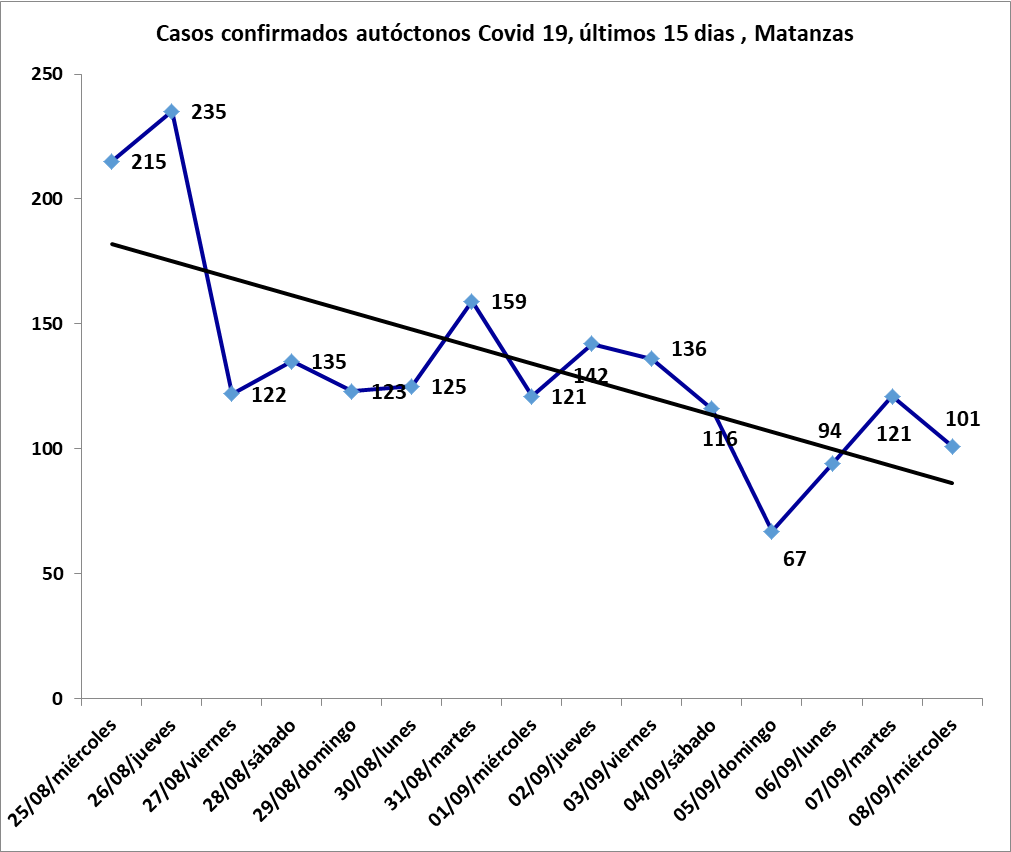 Casos confirmados autóctonos Covid 19, últimos 15 dias , Matanzas
250
200
150
100
50
0
215
235
122
135
123
125
159
121
142
136
116
67
94
121
101
25/08/miércoles
26/08/jueves
27/08/viernes
28/08/sábado
29/08/domingo
30/08/lunes
31/08/martes
01/09/miércoles
02/09/jueves
03/09/viernes
04/09/sábado
05/09/domingo
06/09/lunes
07/09/martes
08/09/miércoles